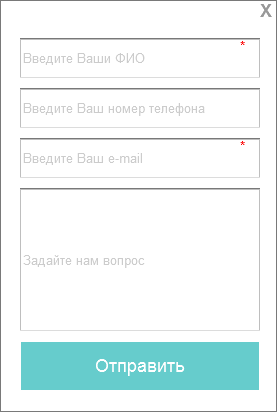 X
*
Введите Ваши ФИО
Введите Ваш номер телефона
*
Введите Ваш e-mail
Задайте нам вопрос
Отправить